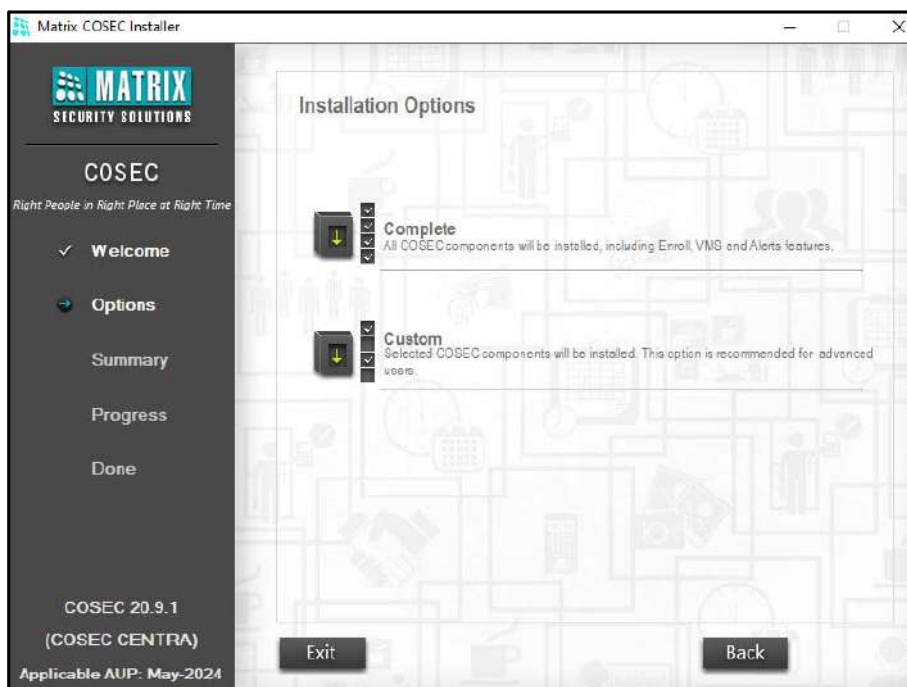 Matrix COSEC Installer
MATRIX
SECURITY SOLUTIONS
COSEC
Right People in Right Place at Right Time
Welcome
Options
Summary
Progress
Done
COSEC 20.9.1
(COSEC CENTRA)
Applicable AUP: May-2024
Installation Options
Complete
All COSEC components will be installed, including Enroll, VMS and Alerts features.
Custom
Selected COSEC components will be installed. This option is recommended for advanced
users.
Exit
Back